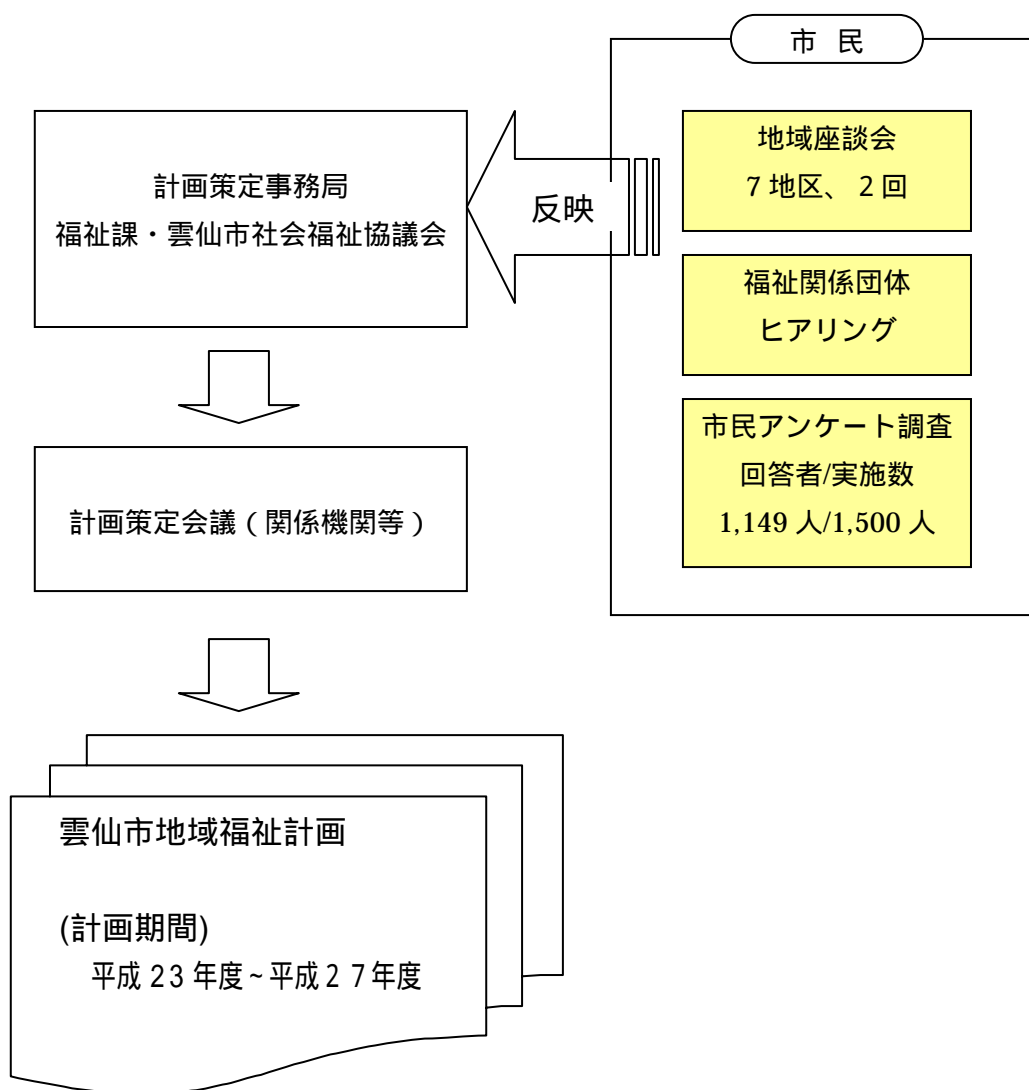 市 民
地域座談会
7地区、2回
福祉関係団体
ヒアリング
市民アンケート調査
回答者/実施数
1,149 人/1,500 人
反映
計画策定事務局
福祉課・雲仙市社会福祉協議会
計画策定会議(関係機関等)
雲仙市地域福祉計画
(計画期間)
平成 23 年度~平成27年度